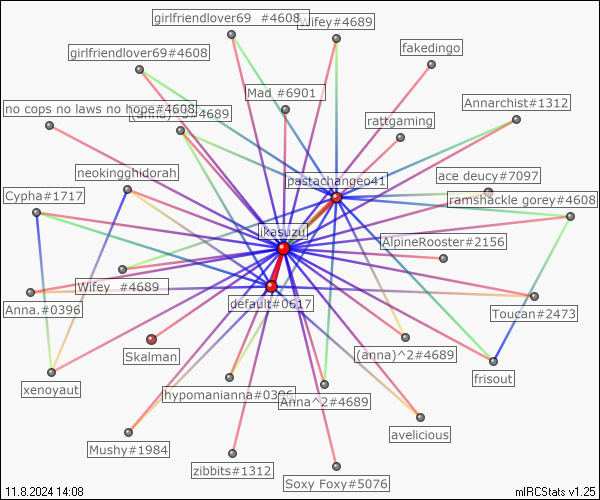 girlfriendlover69 #4608
Wifey#4689
girlfriendlover69#4608
fakedingo
Mad #6901
no cops no laws no hope#4608
#4689
Annarchist#1312
rattgaming
neokingghidorah
pastachangeo41
ace deucy#7097
Cypha#1717
ramshackle gorey#4608
ikasuzu
AlpineRooster#2156
Wifey #4689
Anna.#0396
default#0617
Toucan#2473
Skalman
(anna)^2#4689
frisout
xenoyaut
hypomanianna#0396
Anna^2#4689
avelicious
Mushy#1984
zibbits#1312
Soxy Foxy#5076
11.8.2024 14:08
mIRCStats v1.25